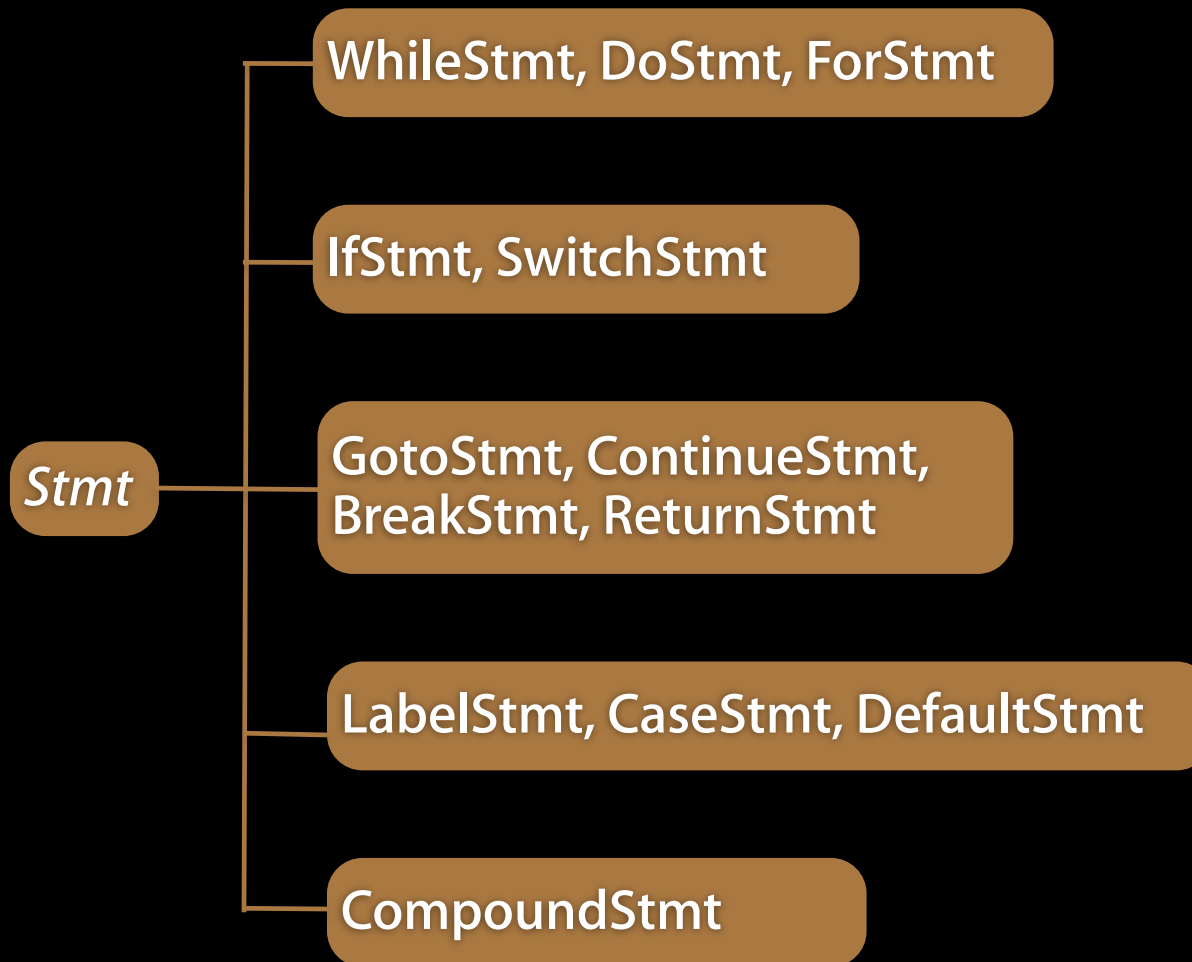 WhileStmt, DoStmt, ForStmt
IfStmt, SwitchStmt
Stmt
GotoStmt, ContinueStmt,
BreakStmt, ReturnStmt
LabelStmt, CaseStmt, DefaultStmt
CompoundStmt